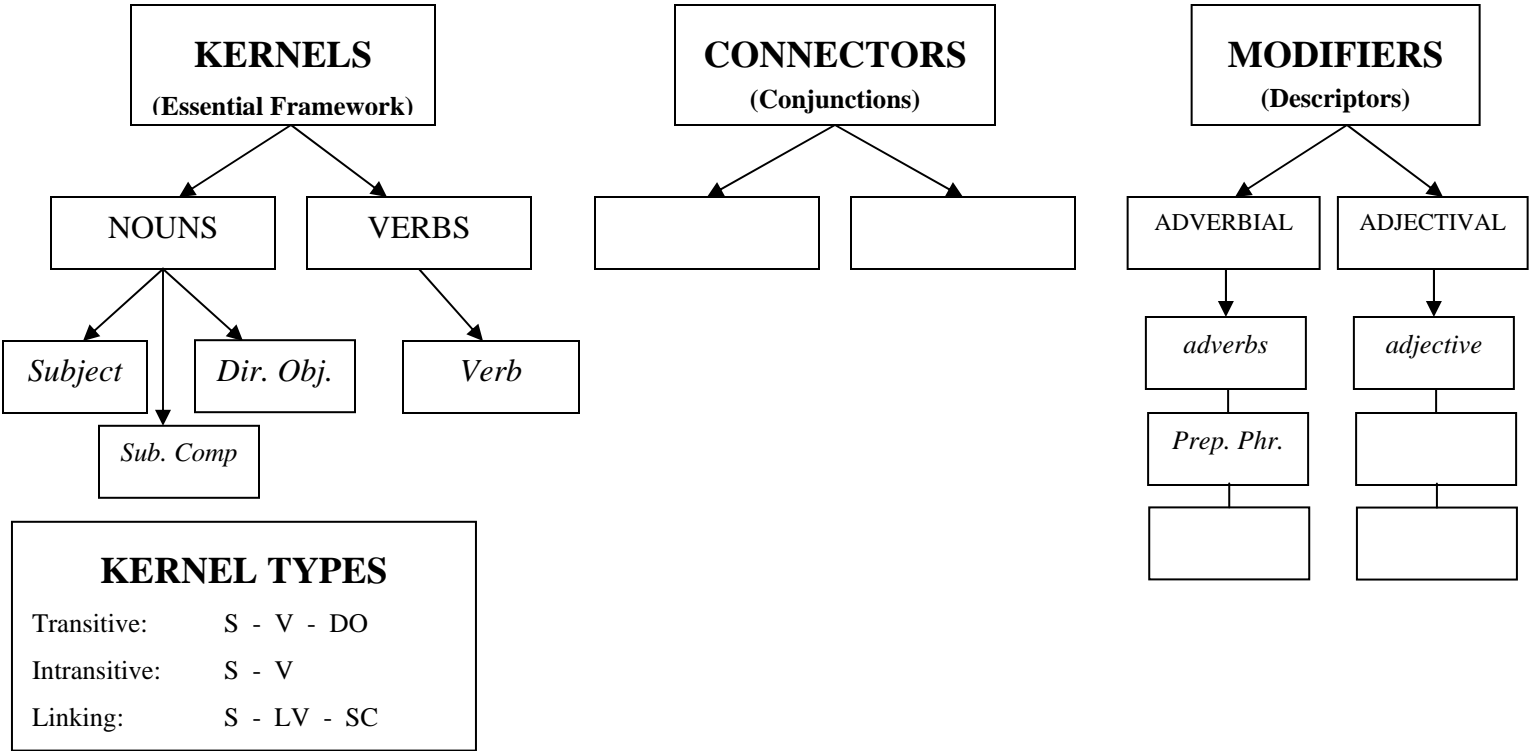 KERNELS
(Essential Framework)
NOUNS
VERBS
Subject
Dir. Obj.
Verb
Sub. Comp
KERNEL TYPES
Transitive: S - V - DO
Intransitive: S - V
Linking: S - LV - SC
CONNECTORS
(Conjunctions)
MODIFIERS
(Descriptors)
ADVERBIAL
ADJECTIVAL
adverbs
adjective
Prep. Phr.